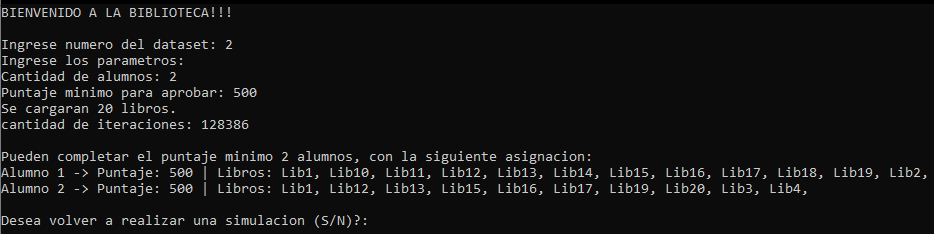 BIENVENIDO A LA BIBLIOTECA!!!
Ingrese numero del dataset: 2
Ingrese los parametros:
Cantidad de alumnos: 2
Puntaje minimo para aprobar: 500
Se cargaran 20 libros.
cantidad de iteraciones: 128386
Pueden completar el puntaje minimo 2 alumnos, con la siguiente asignacion:
Alumno 1 -> Puntaje: 500 | Libros: Lib1, Lib10, Lib11, Lib12, Lib13, Lib14, Lib15, Lib16, Lib17, Lib18, Lib19, Lib2,
Alumno 2 -> Puntaje: 500 | Libros: Lib1, Lib12, Lib13, Lib15, Lib16, Lib17, Lib19, Lib20, Lib3, Lib4,
Desea volver a realizar una simulacion (S/N)?: